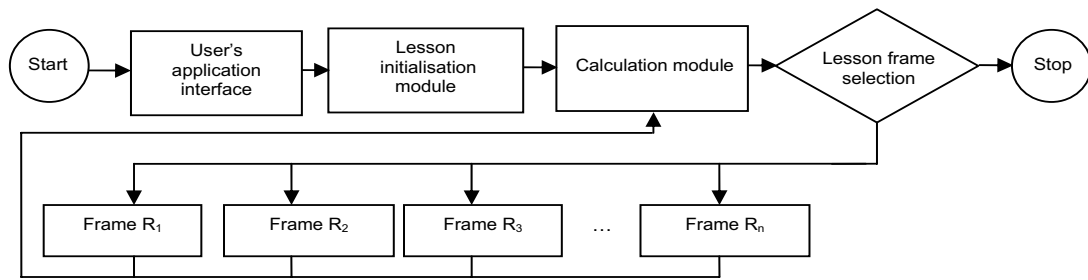 Start
User's
application
interface
Lesson
initialisation
module
Calculation module
Lesson frame
selection
Stop
Frame R1
Frame R2
Frame R3
...
Frame Rn